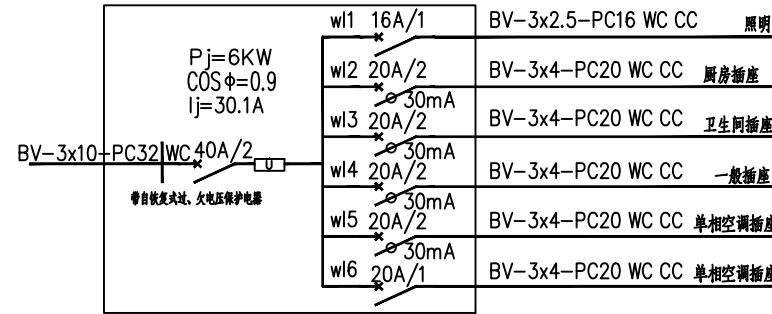 wl1 16A/1 BV-3x2.5-PC16 WC CC 照明
Pj=6KW
COSφ=0.9
Ij=30.1A
wl2 20A/2 BV-3x4-PC20 WC CC 厨房插座
30mA
wl3 20A/2 BV-3x4-PC20 WC CC 卫生间插座
30mA
BV-3x10-PC32 WC 40A/2 U
带自恢复式过、欠电压保护电器
wl4 20A/2 BV-3x4-PC20 WC CC 一般插座
30mA
wl5 20A/2 BV-3x4-PC20 WC CC 单相空调插座
30mA
wl6 20A/1 BV-3x4-PC20 WC CC 单相空调插座